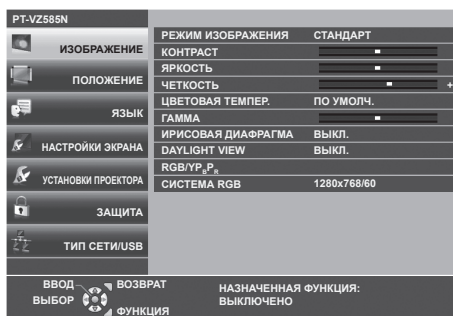 PT-VZ585N
ИЗОБРАЖЕНИЕ
ПОЛОЖЕНИЕ
ЯЗЫК
НАСТРОЙКИ ЭКРАНА
УСТАНОВКИ ПРОЕКТОРА
ЗАЩИТА
ТИП СЕТИ/USB
РЕЖИМ ИЗОБРАЖЕНИЯ СТАНДАРТ
КОНТРАСТ
ЯРКОСТЬ
ЧЕТКОСТЬ +
ЦВЕТОВАЯ ТЕМПЕР. ПО УМОЛЧ.
ГАММА
ИРИСОВАЯ ДИАФРАГМА ВЫКЛ.
DAYLIGHT VIEW ВЫКЛ.
RGB/YPBPR
СИСТЕМА RGB 1280x768/60
ВВОД ВОЗВРАТ
ВЫБОР
ФУНКЦИЯ
НАЗНАЧЕННАЯ ФУНКЦИЯ:
ВЫКЛЮЧЕНО